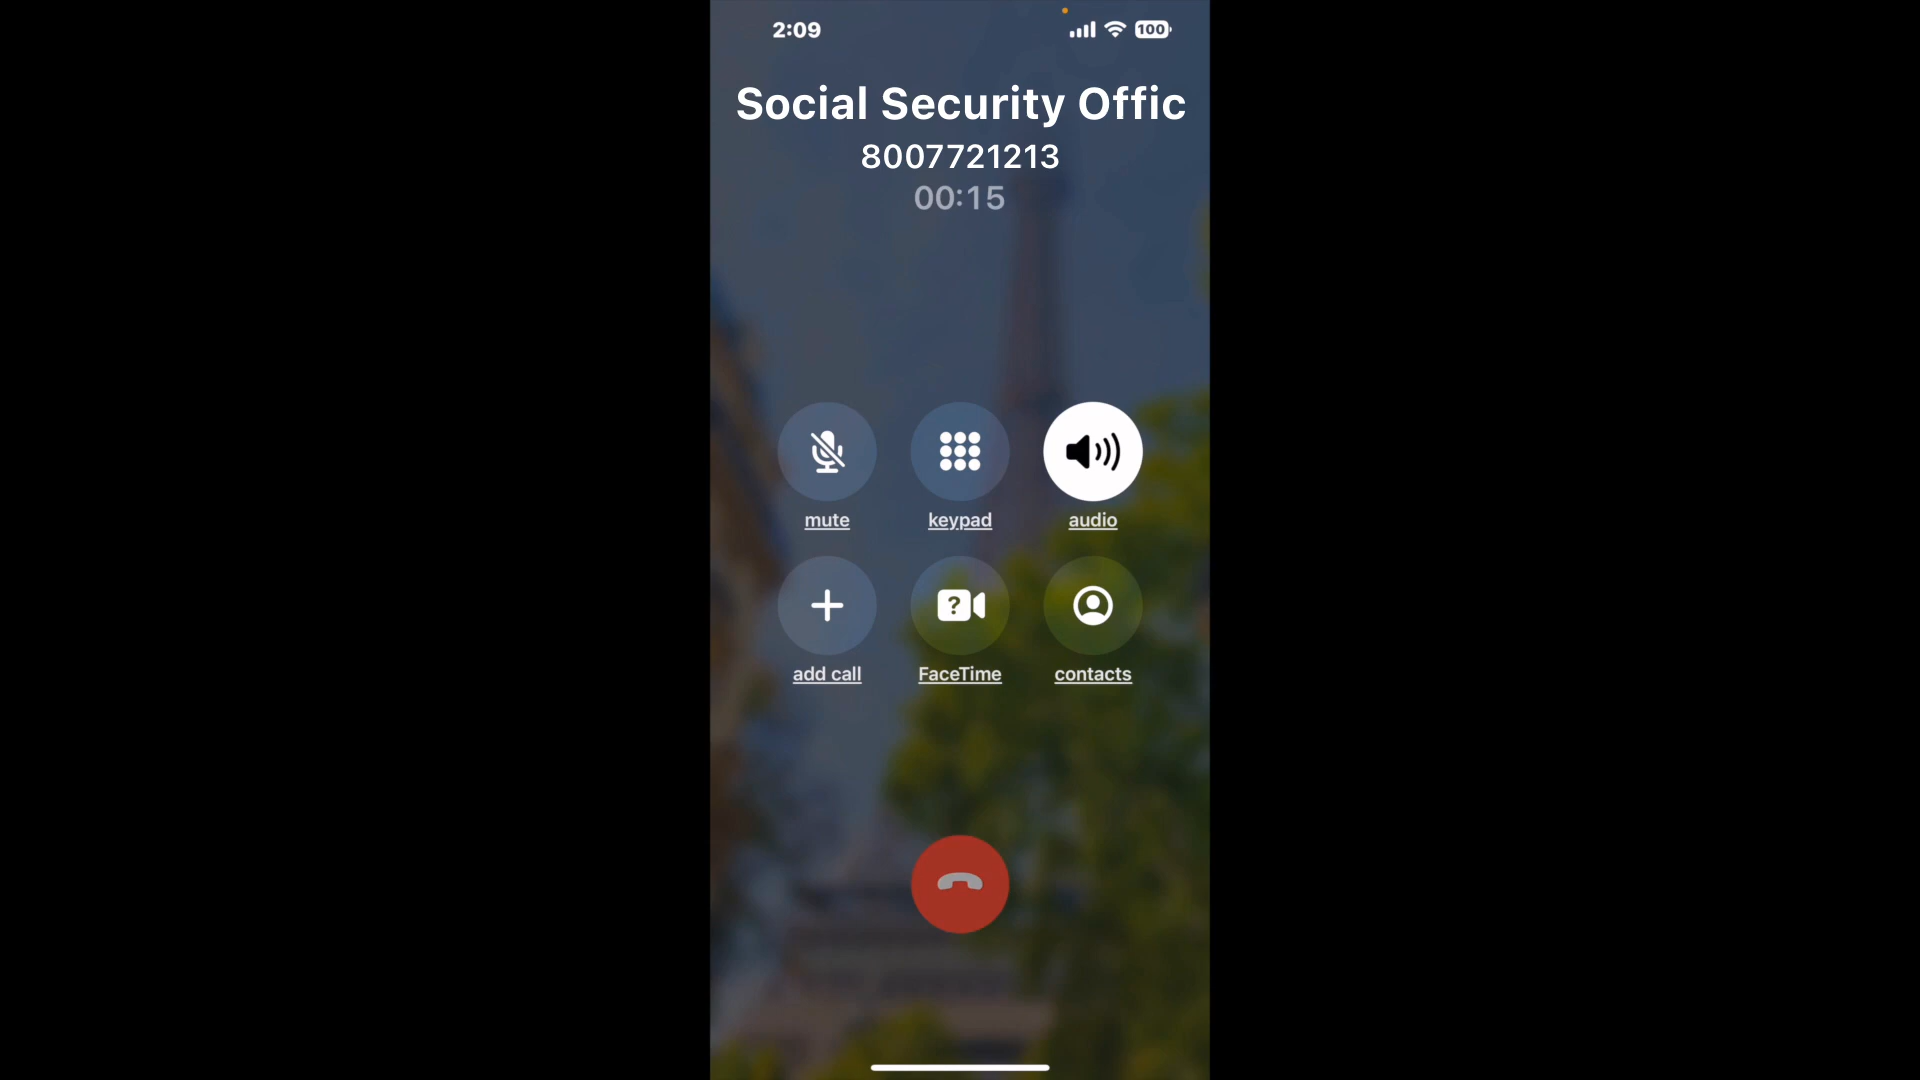 2:09
100
Social Security Offic
8007721213
00:15
mute
keypad
audio
?
add call
FaceTime
contacts